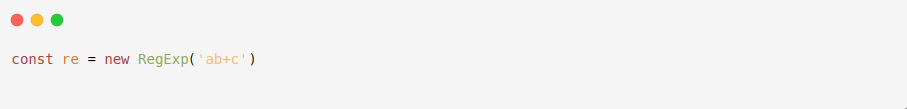 const re = new RegExp('ab+c')